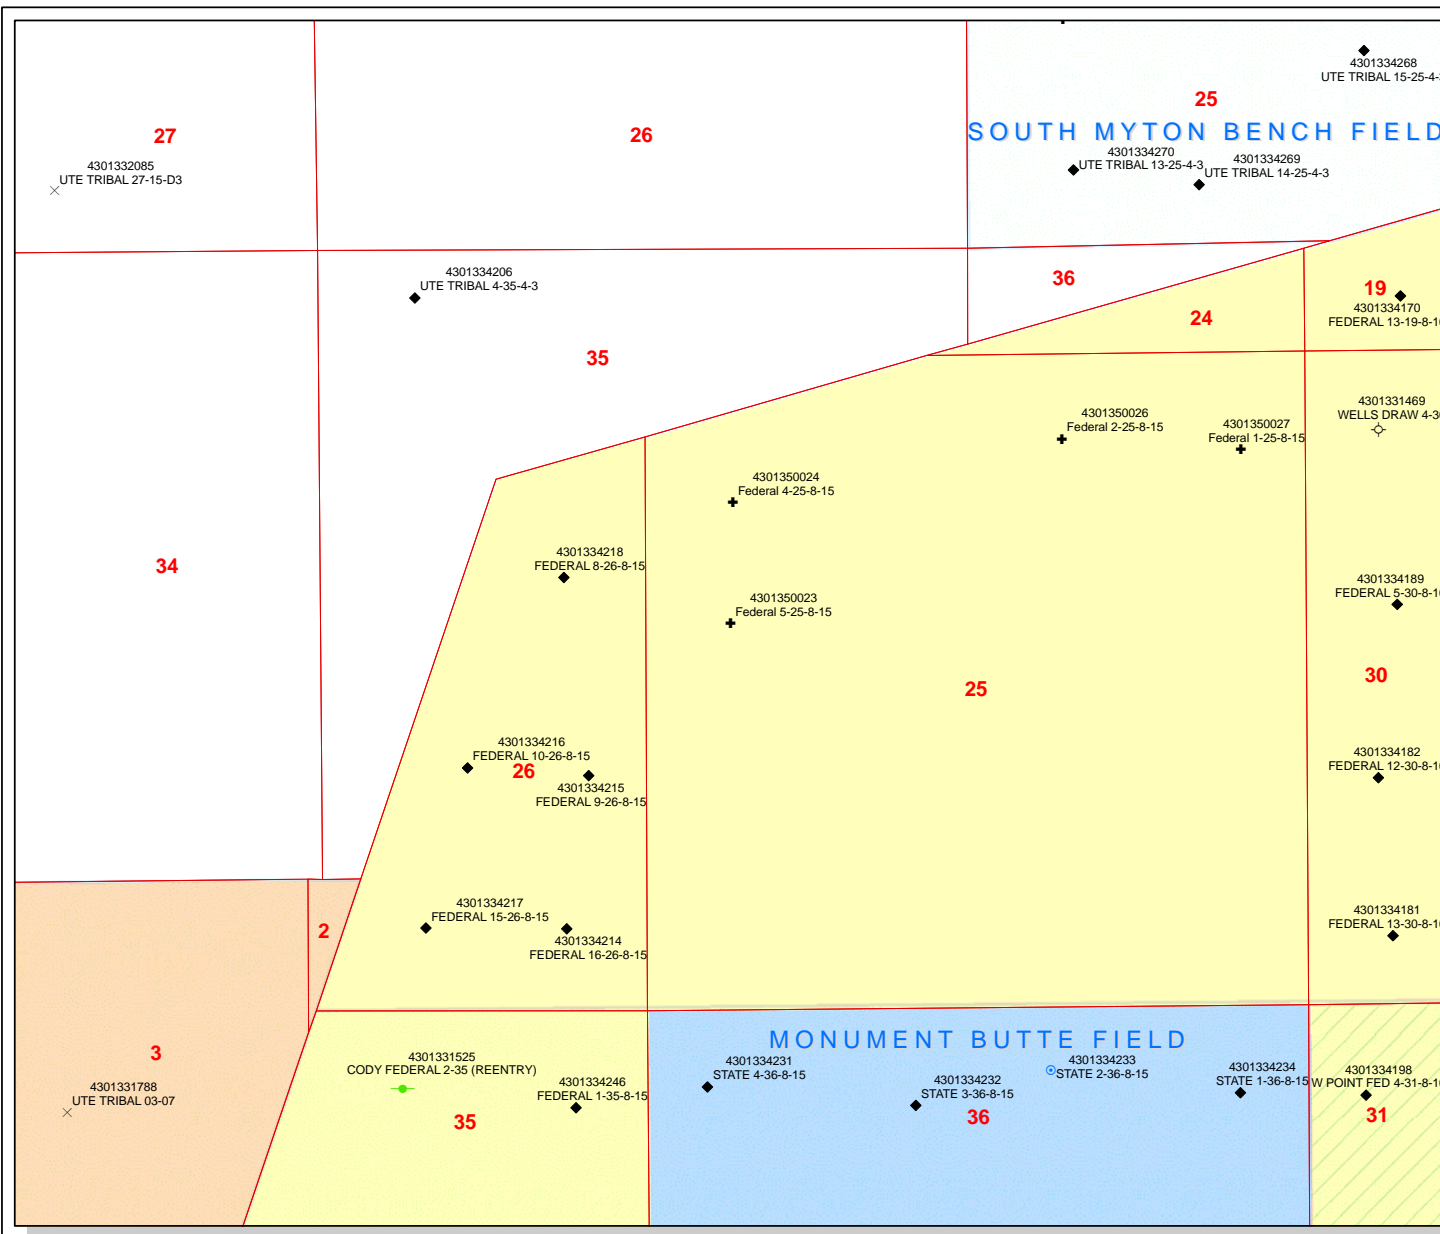 4301334268
UTE TRIBAL 15-25-4-
25
27
26
SOUTH MYTON BENCH FIELD
4301332085
UTE TRIBAL 27-15-D3
4301334270
UTE TRIBAL 13-25-4-3
4301334269
UTE TRIBAL 14-25-4-3
4301334206
UTE TRIBAL 4-35-4-3
36
19
4301334170
FEDERAL 13-19-8-1
24
35
4301331469
WELLS DRAW 4-3
4301350026
Federal 2-25-8-15
4301350027
Federal 1-25-8-15
4301350024
Federal 4-25-8-15
34
4301334218
FEDERAL 8-26-8-15
4301350023
Federal 5-25-8-15
4301334189
FEDERAL 5-30-8-1
25
30
4301334216
FEDERAL 10-26-8-15
26
4301334215
FEDERAL 9-26-8-15
4301334182
FEDERAL 12-30-8-1
4301334217
FEDERAL 15-26-8-15
2
4301334214
FEDERAL 16-26-8-15
4301334181
FEDERAL 13-30-8-1
MONUMENT BUTTE FIELD
3
4301331788
UTE TRIBAL 03-07
4301331525
CODY FEDERAL 2-35 (REENTRY)
4301334246
FEDERAL 1-35-8-15
35
4301334231
STATE 4-36-8-15
4301334232
STATE 3-36-8-15
36
4301334233
STATE 2-36-8-15
4301334234
STATE 1-36-8-15
4301334198
W POINT FED 4-31-8-1
31